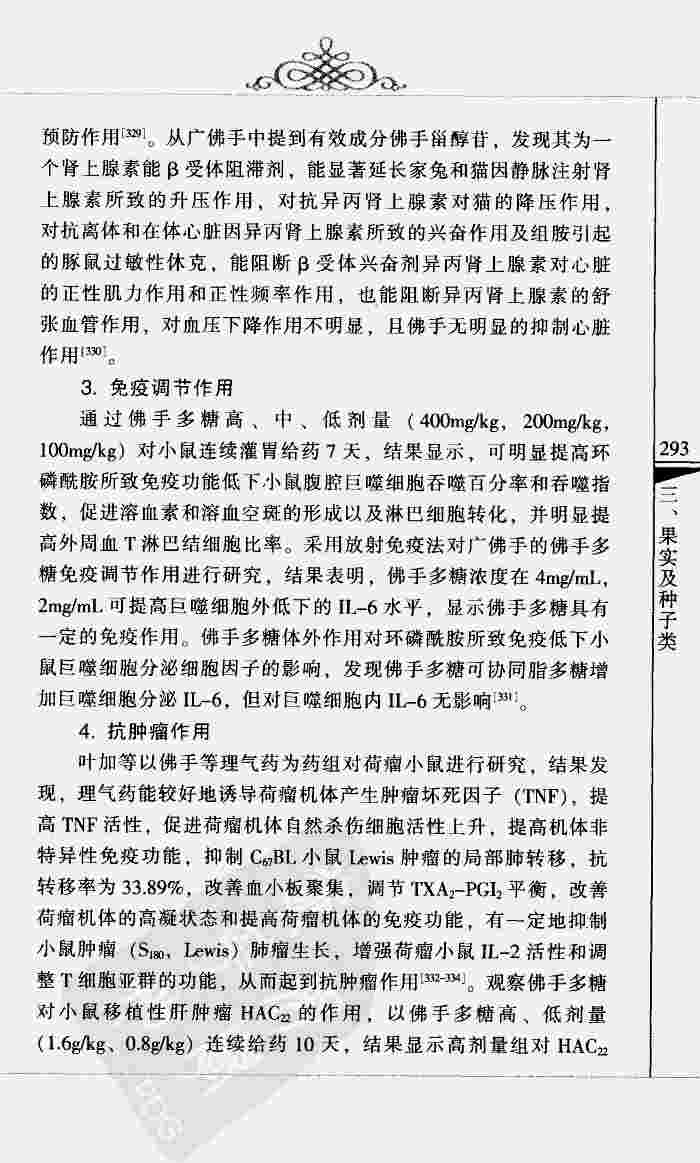 预防作用[329]。从广佛手中提到有效成分佛手甾醇苷，发现其为一
个肾上腺素能 β 受体阻滞剂，能显著延长家兔和猫因静脉注射肾
上腺素所致的升压作用，对抗异丙肾上腺素对猫的降压作用，
对抗离体和在体心脏因异丙肾上腺素所致的兴奋作用及组胺引起
的豚鼠过敏性休克，能阻断 β 受体兴奋剂异丙肾上腺素对心脏
的正性肌力作用和正性频率作用，也能阻断异丙肾上腺素的舒
张血管作用，对血压下降作用不明显，且佛手无明显的抑制心脏
作用[330]。
3. 免疫调节作用
通过佛手多糖高、中、低剂量（400mg/kg，200mg/kg，
100mg/kg）对小鼠连续灌胃给药 7 天，结果显示，可明显提高环
磷酰胺所致免疫功能低下小鼠腹腔巨噬细胞吞噬百分率和吞噬指
数，促进溶血素和溶血空斑的形成以及淋巴细胞转化，并明显提
高外周血 T 淋巴结细胞比率。采用放射免疫法对广佛手的佛手多
糖免疫调节作用进行研究，结果表明，佛手多糖浓度在 4mg/mL，
2mg/mL 可提高巨噬细胞外低下的 IL-6 水平，显示佛手多糖具有
一定的免疫作用。佛手多糖体外作用对环磷酰胺所致免疫低下小
鼠巨噬细胞分泌细胞因子的影响，发现佛手多糖可协同脂多糖增
加巨噬细胞分泌 IL-6，但对巨噬细胞内 IL-6 无影响[331]。
4. 抗肿瘤作用
叶加等以佛手等理气药为药组对荷瘤小鼠进行研究，结果发
现，理气药能较好地诱导荷瘤机体产生肿瘤坏死因子（TNF），提
高 TNF 活性，促进荷瘤机体自然杀伤细胞活性上升，提高机体非
特异性免疫功能，抑制 C₆₇BL 小鼠 Lewis 肿瘤的局部肺转移，抗
转移率为 33.89%，改善血小板聚集，调节 TXA₂-PGI₂ 平衡，改善
荷瘤机体的高凝状态和提高荷瘤机体的免疫功能，有一定地抑制
小鼠肿瘤（S₁₈₀，Lewis）肺瘤生长，增强荷瘤小鼠 IL-2 活性和调
整 T 细胞亚群的功能，从而起到抗肿瘤作用[332-334]。观察佛手多糖
对小鼠移植性肝肿瘤 HAC₂₂ 的作用，以佛手多糖高、低剂量
（1.6g/kg、0.8g/kg）连续给药 10 天，结果显示高剂量组对 HAC₂₂
293
三、果实及种子类